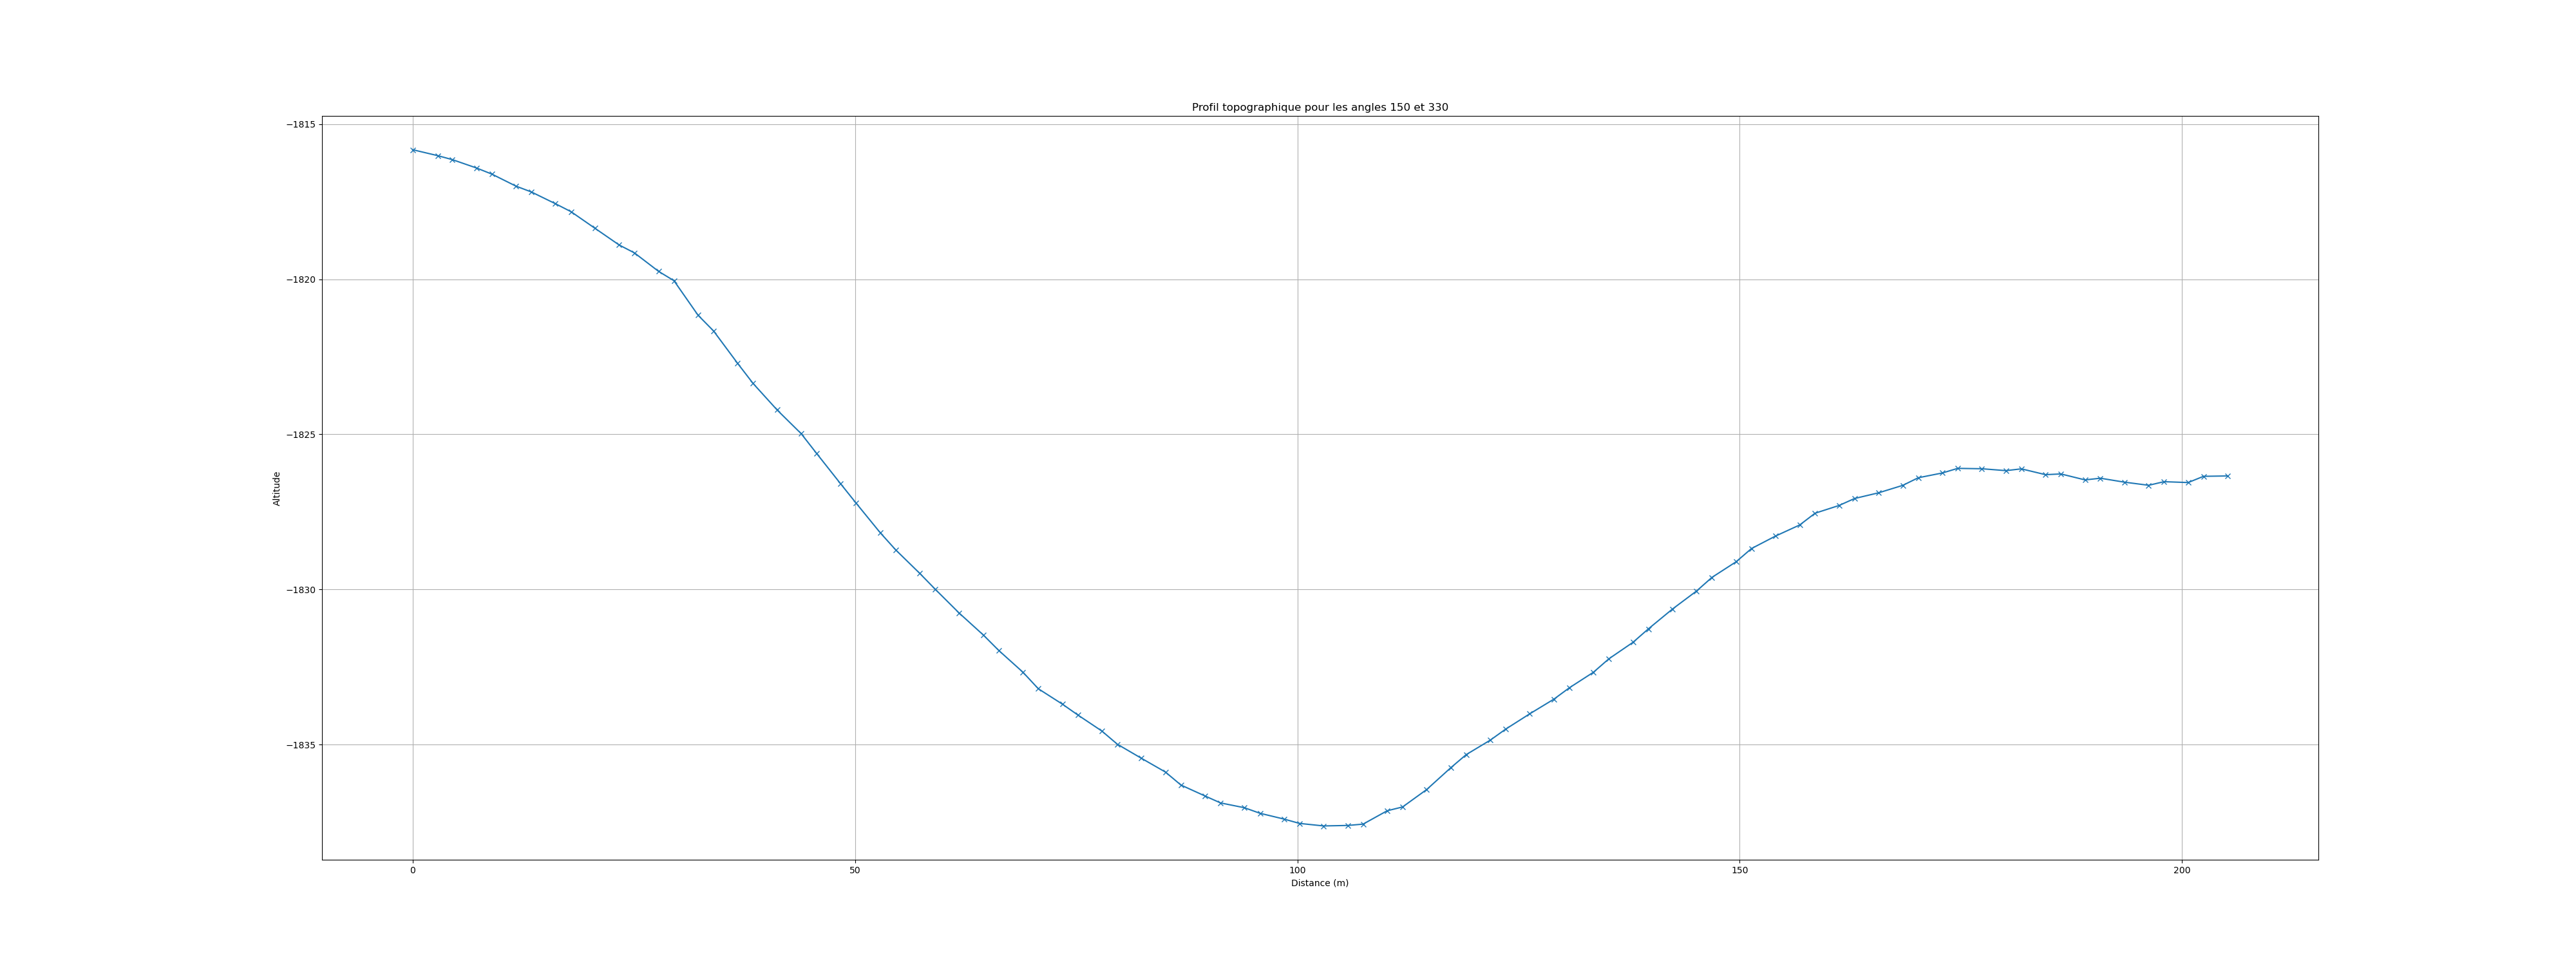 Profil topographique pour les angles 150 et 330
−1815
−1820
−1825
−1830
−1835
Altitude
0 50 100 150 200
Distance (m)